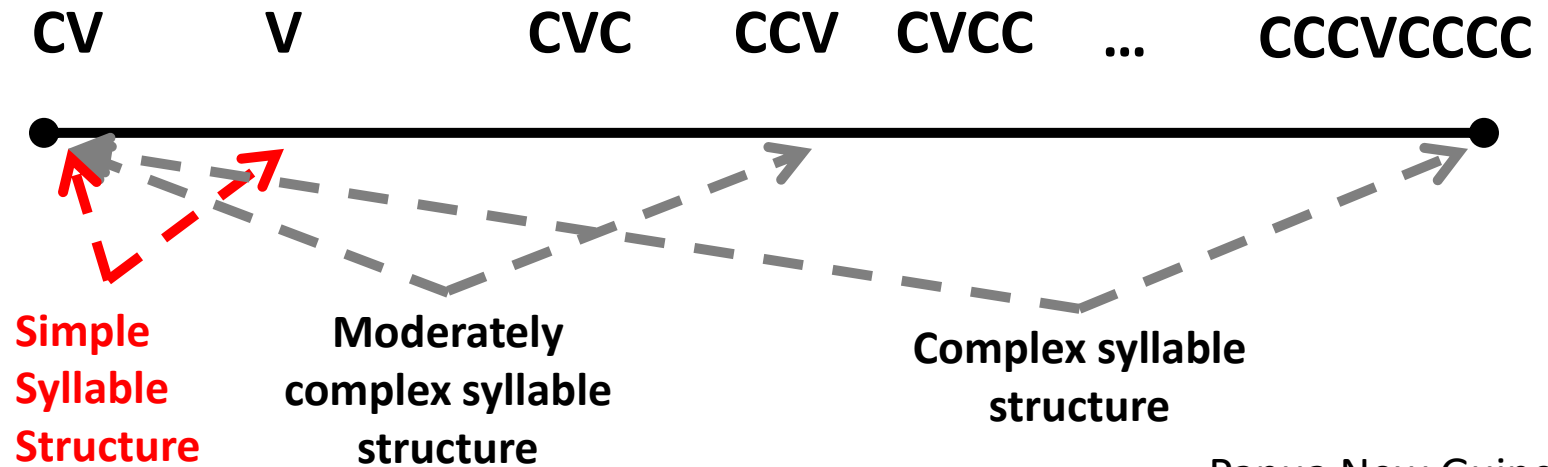 CV V CVC CCV CVCC ... CCCVCCCC
Simple
Syllable
Structure
Moderately
complex syllable
structure
Complex syllable
structure